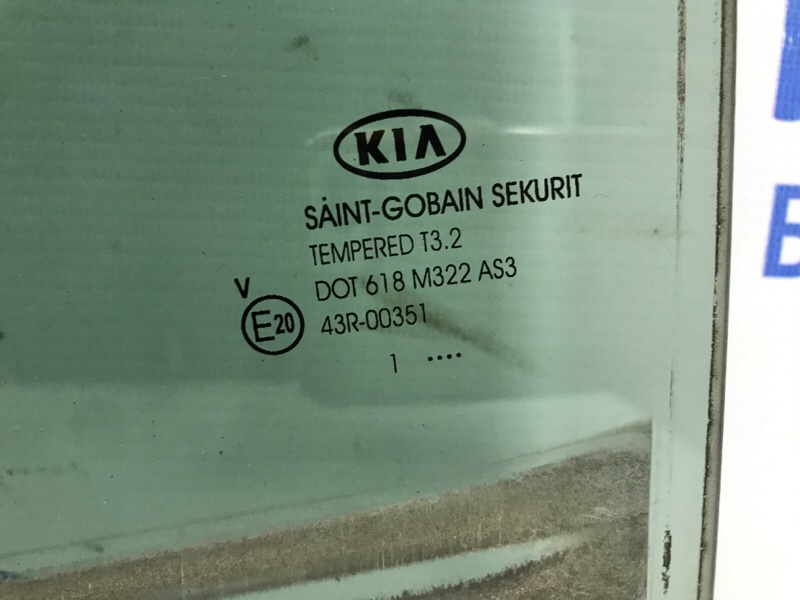 KIA
SAINT-GOBAIN SEKURIT
TEMPERED T3.2
DOT 618 M322 AS3
V
E20 43R-00351
1 ....
B